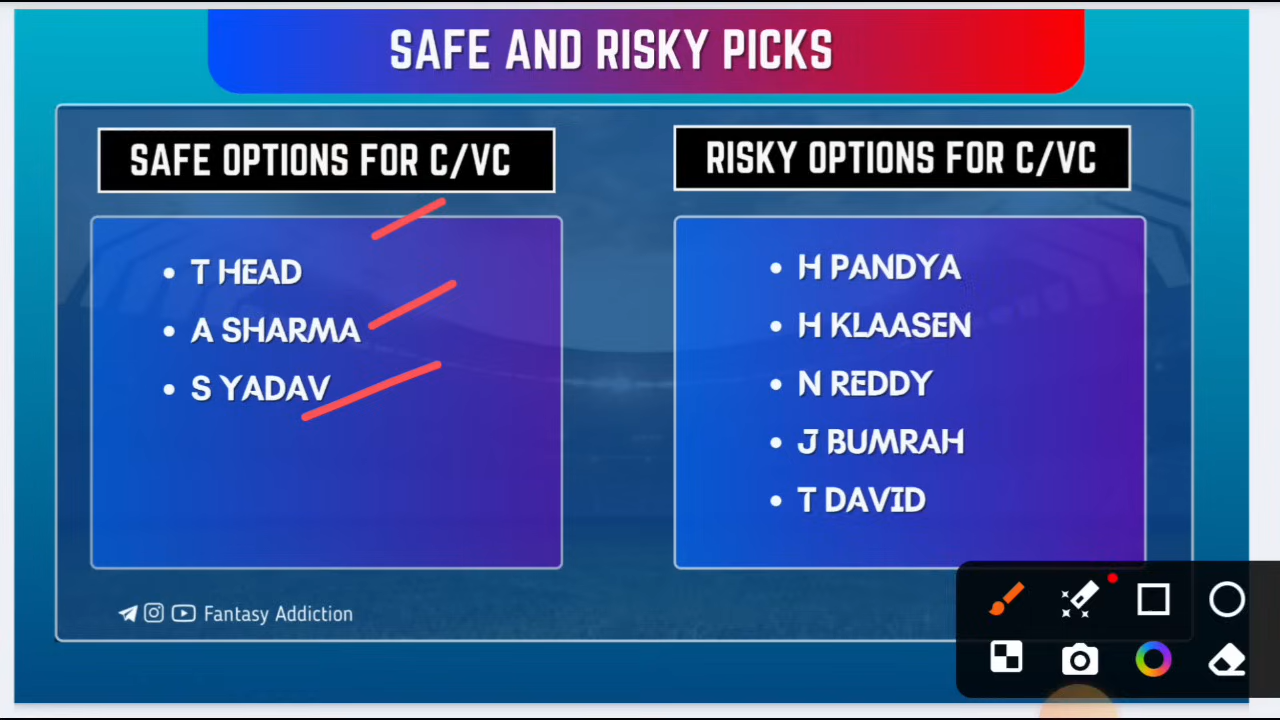 SAFE AND RISKY PICKS
SAFE OPTIONS FOR C/VC
T HEAD
A SHARMA
S YADAV
RISKY OPTIONS FOR C/VC
H PANDYA
H KLAASEN
N REDDY
J BUMRAH
T DAVID
Fantasy Addiction